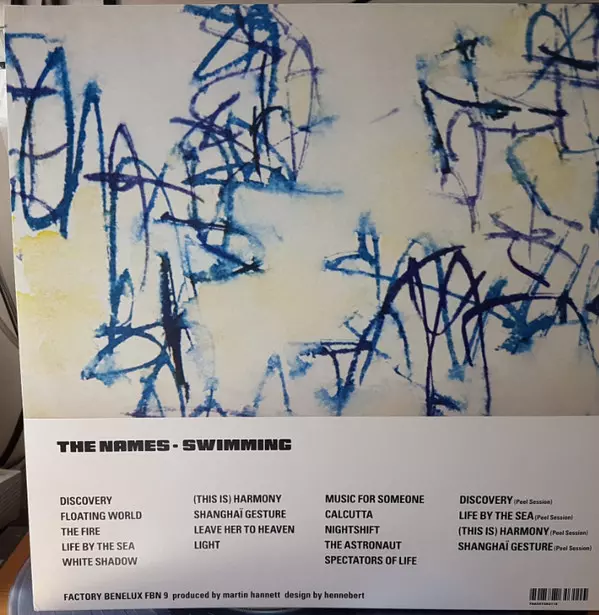 THE NAMES - SWIMMING
DISCOVERY
FLOATING WORLD
THE FIRE
LIFE BY THE SEA
WHITE SHADOW
(THIS IS) HARMONY
SHANGHAÏ GESTURE
LEAVE HER TO HEAVEN
LIGHT
MUSIC FOR SOMEONE
CALCUTTA
NIGHTSHIFT
THE ASTRONAUT
SPECTATORS OF LIFE
DISCOVERY (Peel Session)
LIFE BY THE SEA (Peel Session)
(THIS IS) HARMONY (Peel Session)
SHANGHAÏ GESTURE (Peel Session)
FACTORY BENELUX FBN 9 produced by martin hannett design by hennebert